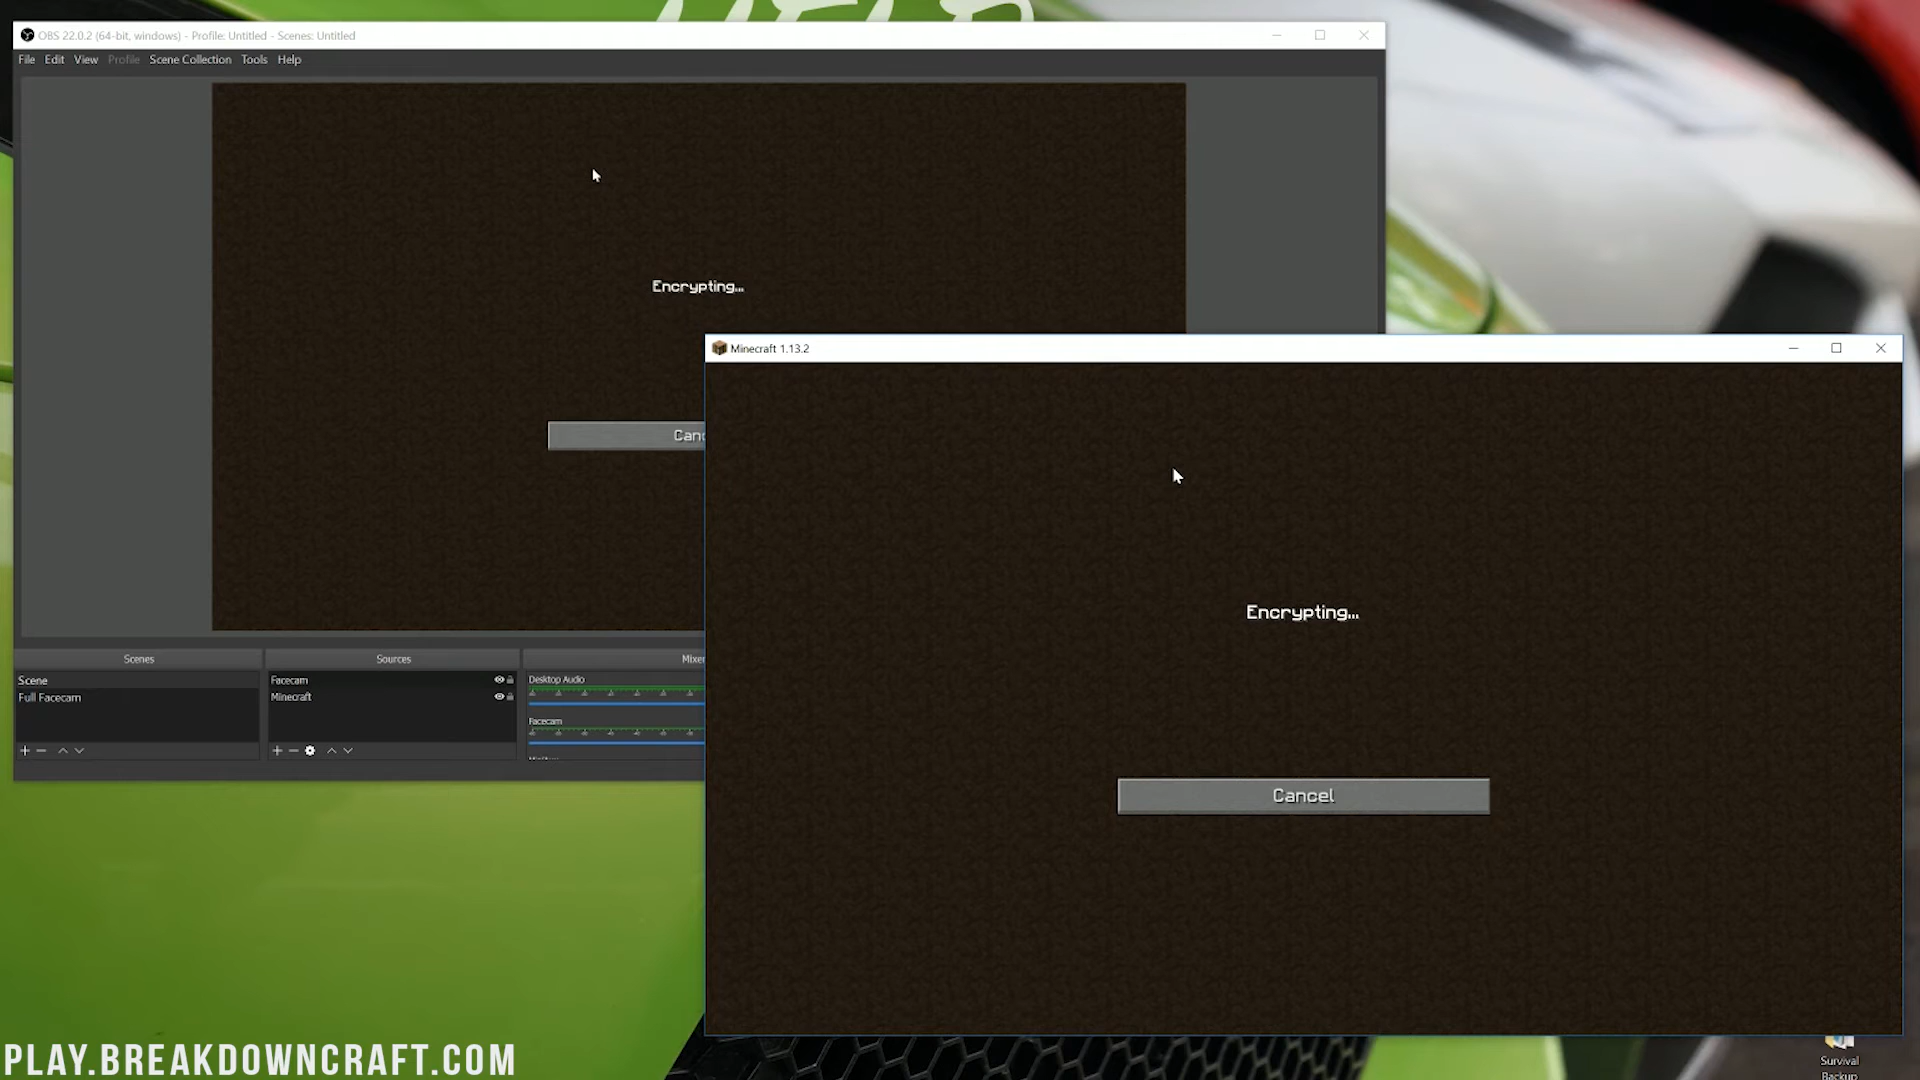 OBS 22.0.2 (64-bit, windows) - Profile: Untitled - Scenes: Untitled
File Edit View Profile Scene Collection Tools Help
Encrypting...
Minecraft 1.13.2
Encrypting...
Cancel
Scenes
Scene
Full Facecam
Sources
Facecam
Minecraft
Desktop Audio
Facecam
PLAY.BREAKDOWNCRAFT.COM
Survival
Backup